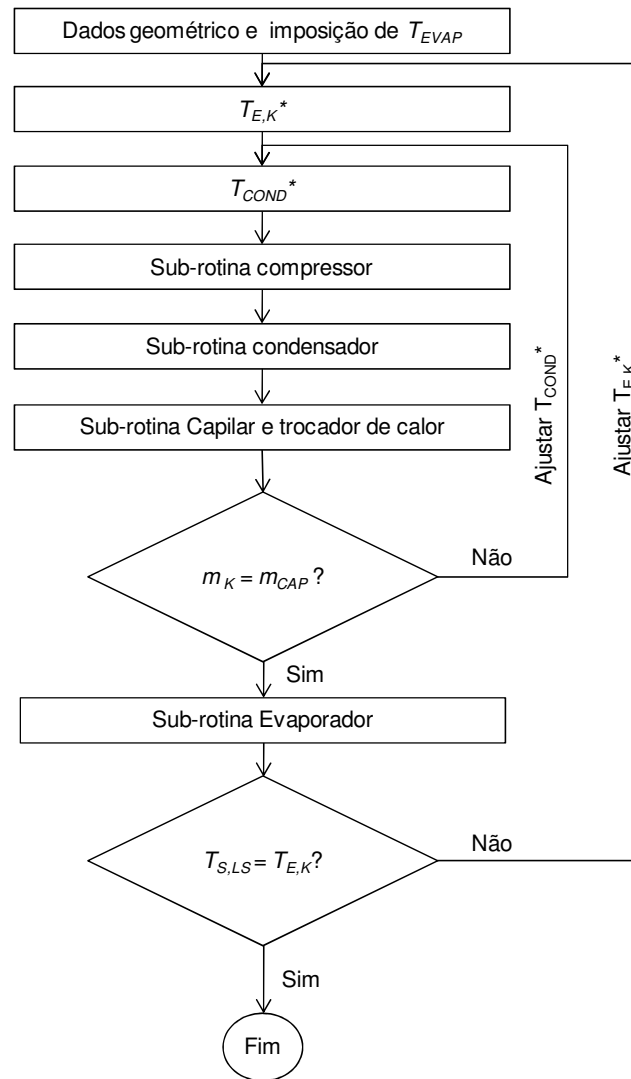 Dados geométrico e imposição de T_EVAP
T_E,K*
T_COND*
Sub-rotina compressor
Sub-rotina condensador
Sub-rotina Capilar e trocador de calor
Ajustar T_COND*
Ajustar T_E,K*
m_K = m_CAP ?
Não
Sim
Sub-rotina Evaporador
T_S,LS = T_E,K?
Não
Sim
Fim